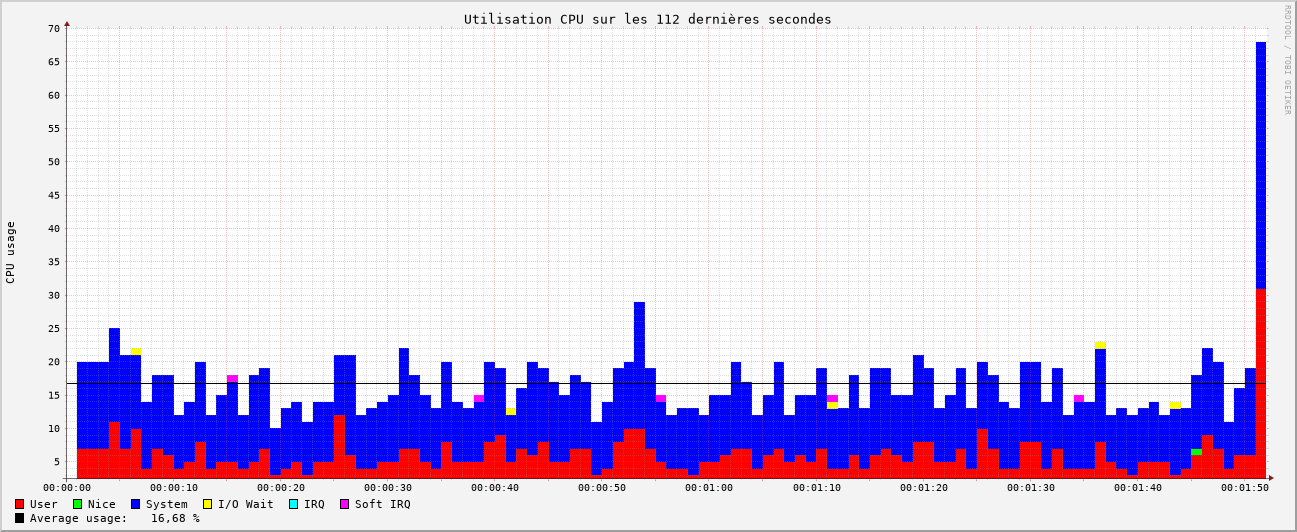 Utilisation CPU sur les 112 dernières secondes
RRDTOOL / TOBI OETIKER
CPU usage
70
65
60
55
50
45
40
35
30
25
20
15
10
5
00:00:00 00:00:10 00:00:20 00:00:30 00:00:40 00:00:50 00:01:00 00:01:10 00:01:20 00:01:30 00:01:40 00:01:50
User Nice System I/O Wait IRQ Soft IRQ
Average usage: 16,68 %